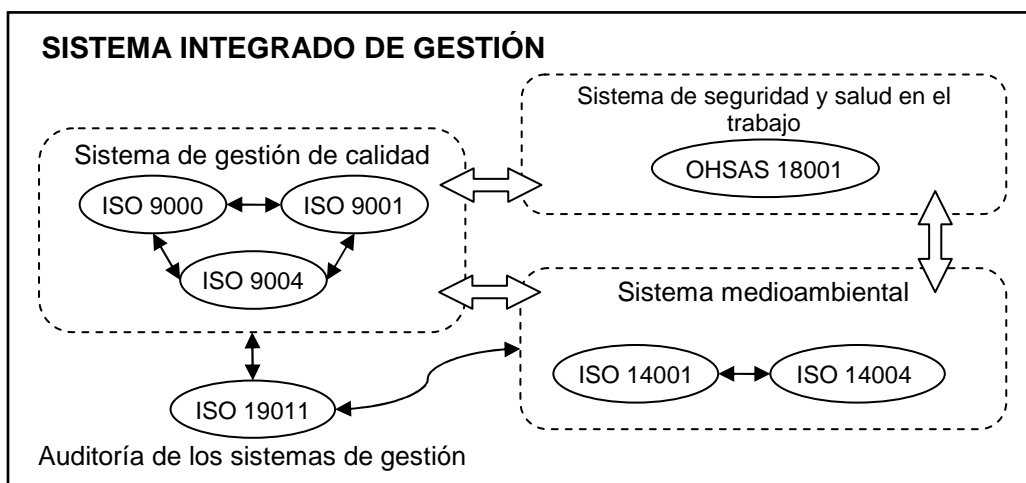 SISTEMA INTEGRADO DE GESTIÓN
Sistema de gestión de calidad
ISO 9000
ISO 9001
ISO 9004
Sistema de seguridad y salud en el
trabajo
OHSAS 18001
Sistema medioambiental
ISO 14001
ISO 14004
ISO 19011
Auditoría de los sistemas de gestión